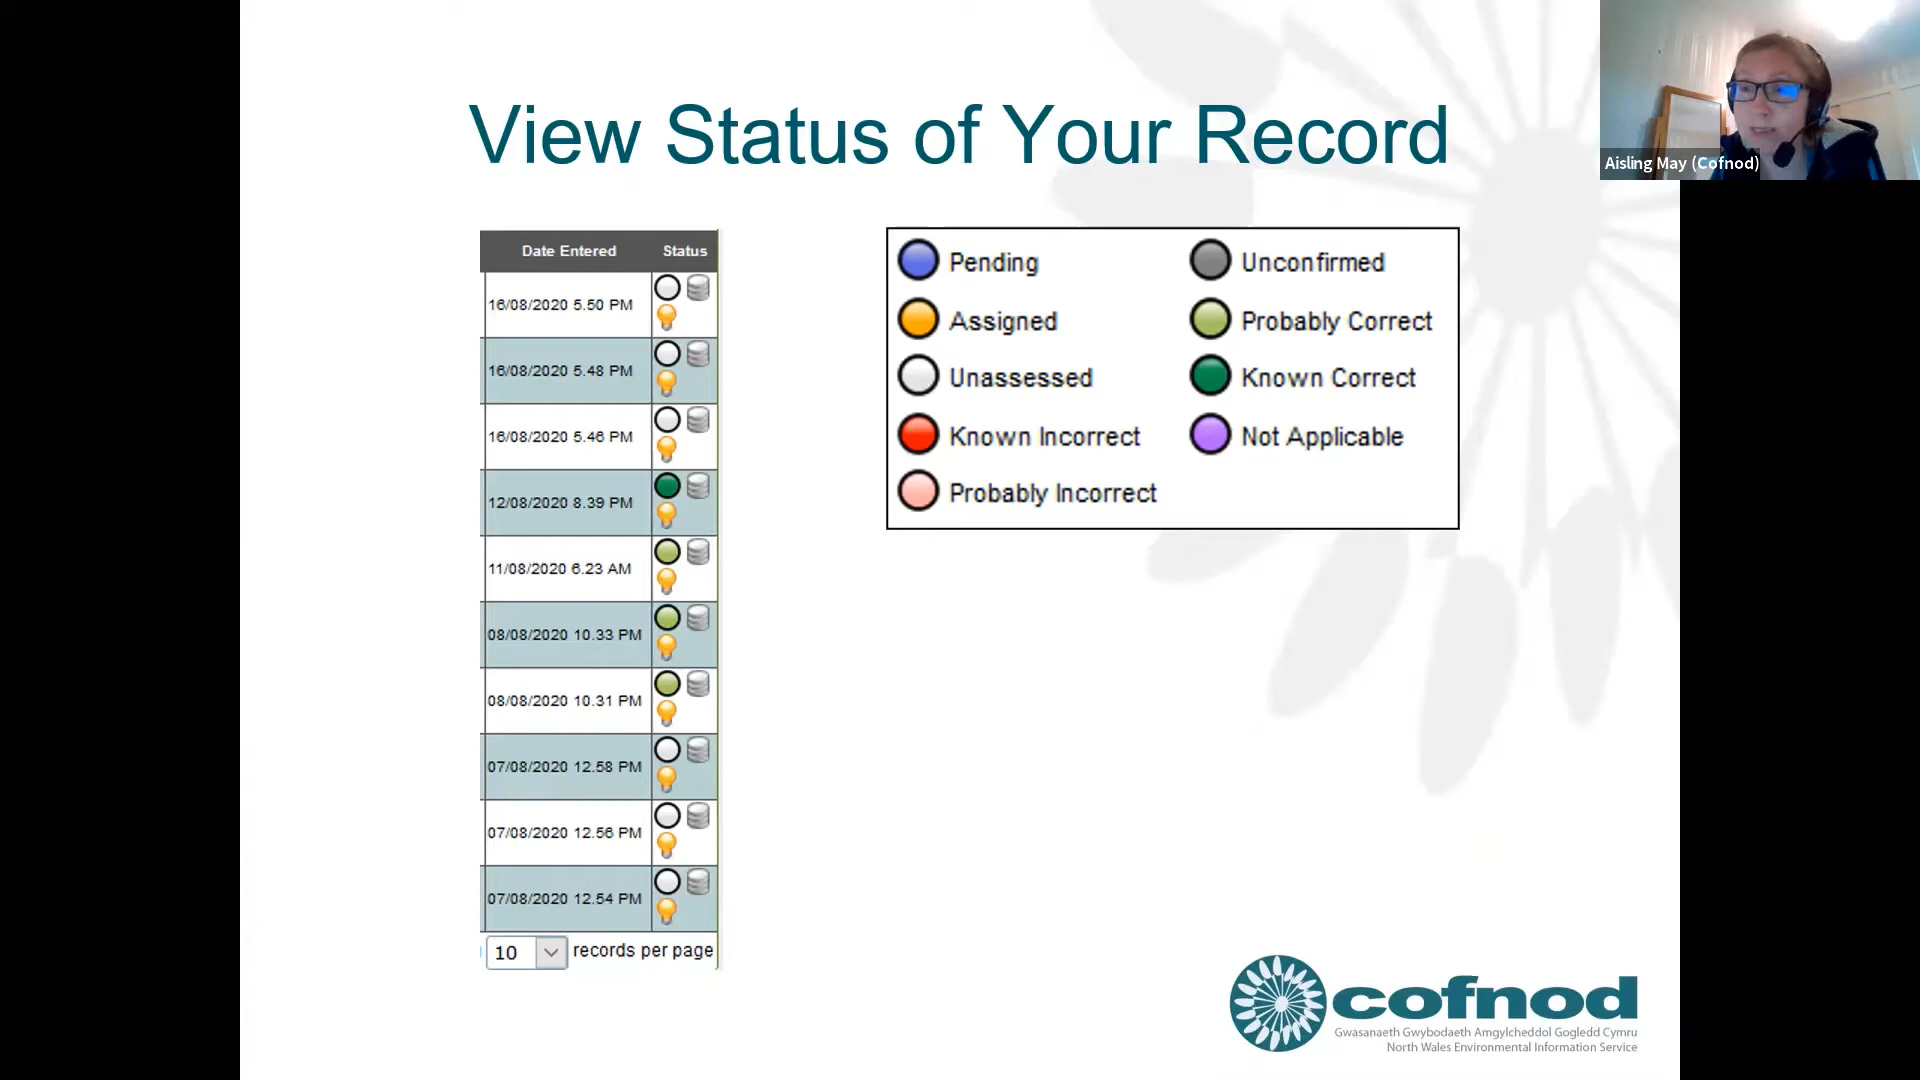 View Status of Your Record
Aisling May (Cofnod)
Date Entered Status
16/08/2020 5.50 PM
16/08/2020 5.48 PM
16/08/2020 5.46 PM
12/08/2020 8.39 PM
11/08/2020 6.23 AM
08/08/2020 10.33 PM
08/08/2020 10.31 PM
07/08/2020 12.58 PM
07/08/2020 12.56 PM
07/08/2020 12.54 PM
10 records per page
Pending Unconfirmed
Assigned Probably Correct
Unassessed Known Correct
Known Incorrect Not Applicable
Probably Incorrect
cofnod
Gwasanaeth Gwybodaeth Amgylcheddol Gogledd Cymru
North Wales Environmental Information Service